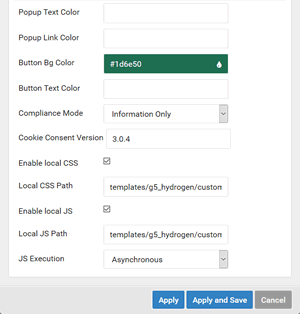 Popup Text Color
Popup Link Color
Button Bg Color #1d6e50
Button Text Color
Compliance Mode Information Only
Cookie Consent Version 3.0.4
Enable local CSS
Local CSS Path templates/g5_hydrogen/custom
Enable local JS
Local JS Path templates/g5_hydrogen/custom
JS Execution Asynchronous
Apply Apply and Save Cancel